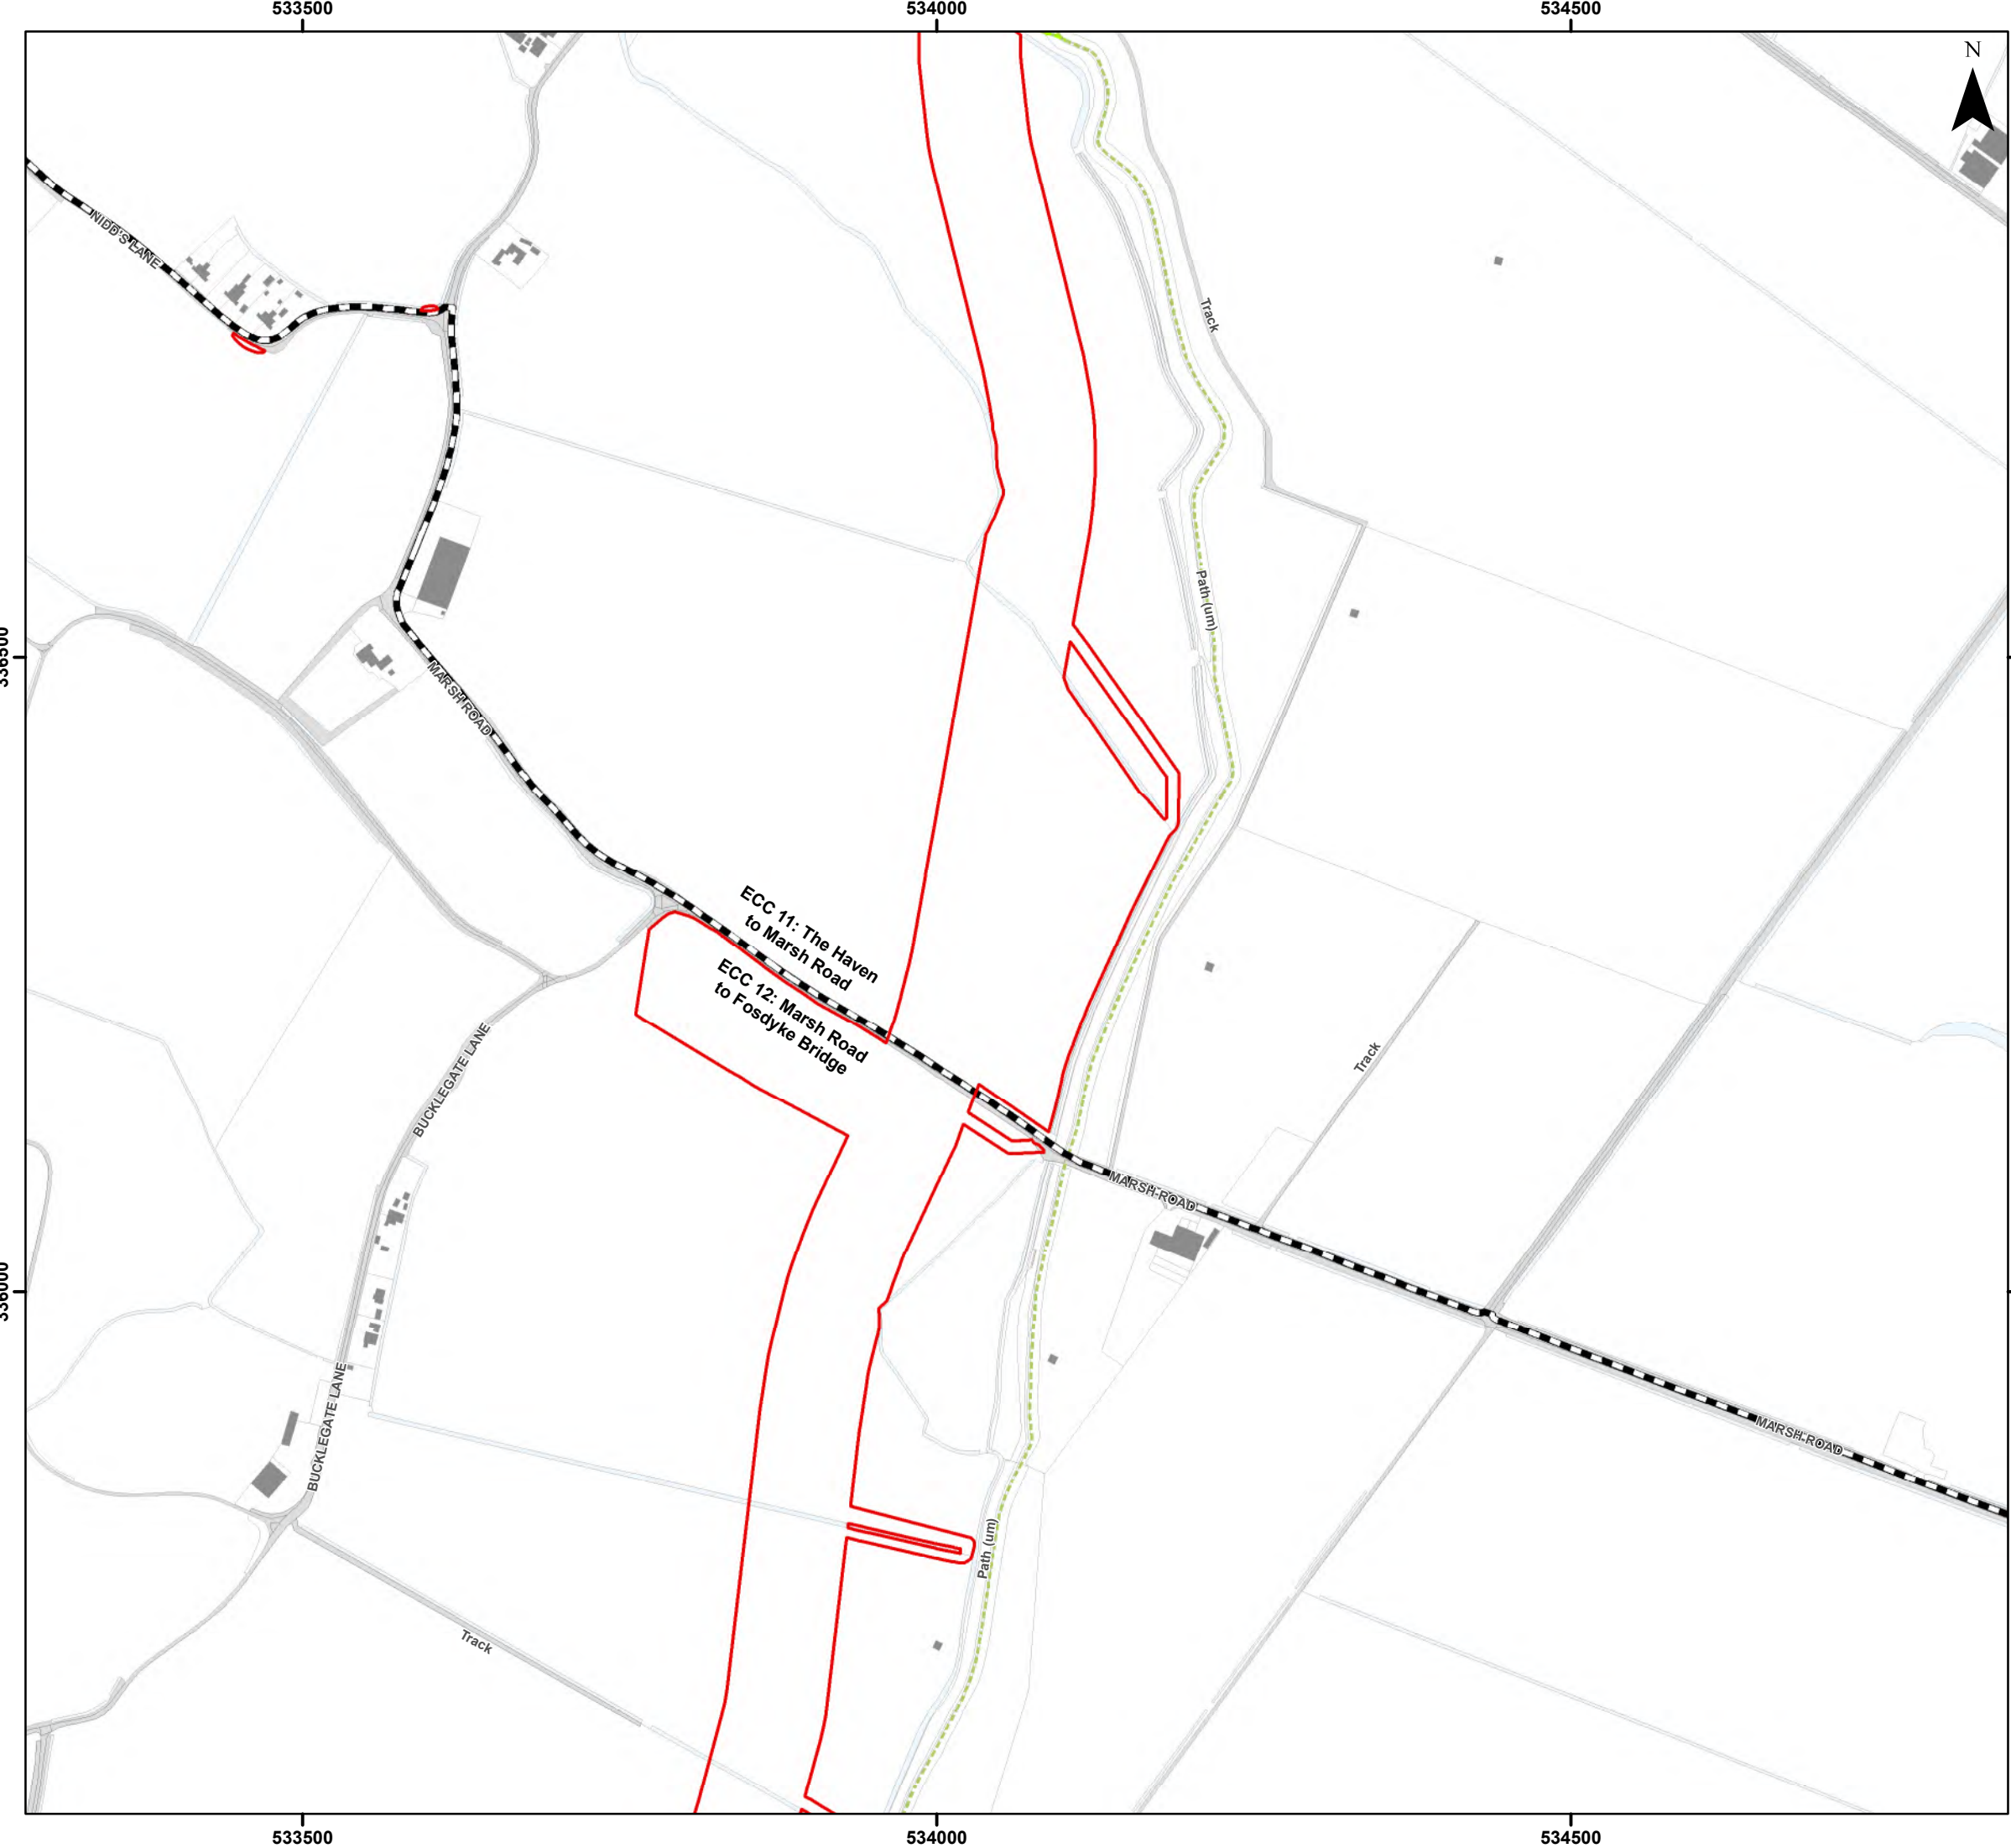 533500
534000
534500
N
NIDD'S LANE
Track
Path (um)
336500
MARSH ROAD
ECC 11: The Haven
to Marsh Road
ECC 12: Marsh Road
to Fosdyke Bridge
BUCKLEGATE LANE
Track
MARSH ROAD
336000
BUCKLEGATE LANE
MARSH ROAD
Path (um)
Track
533500
534000
534500